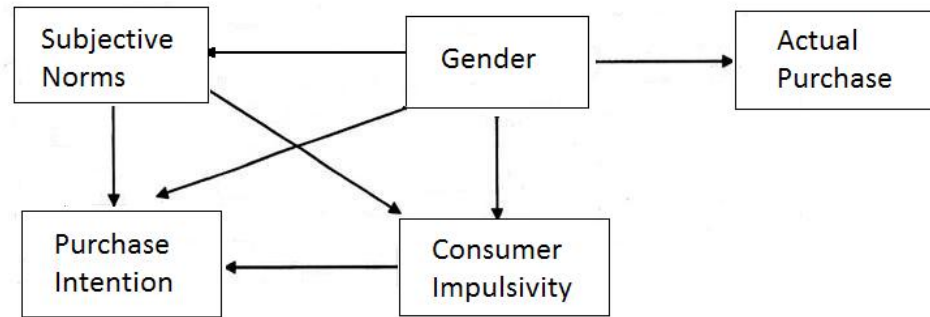 Subjective
Norms
Gender
Actual
Purchase
Purchase
Intention
Consumer
Impulsivity